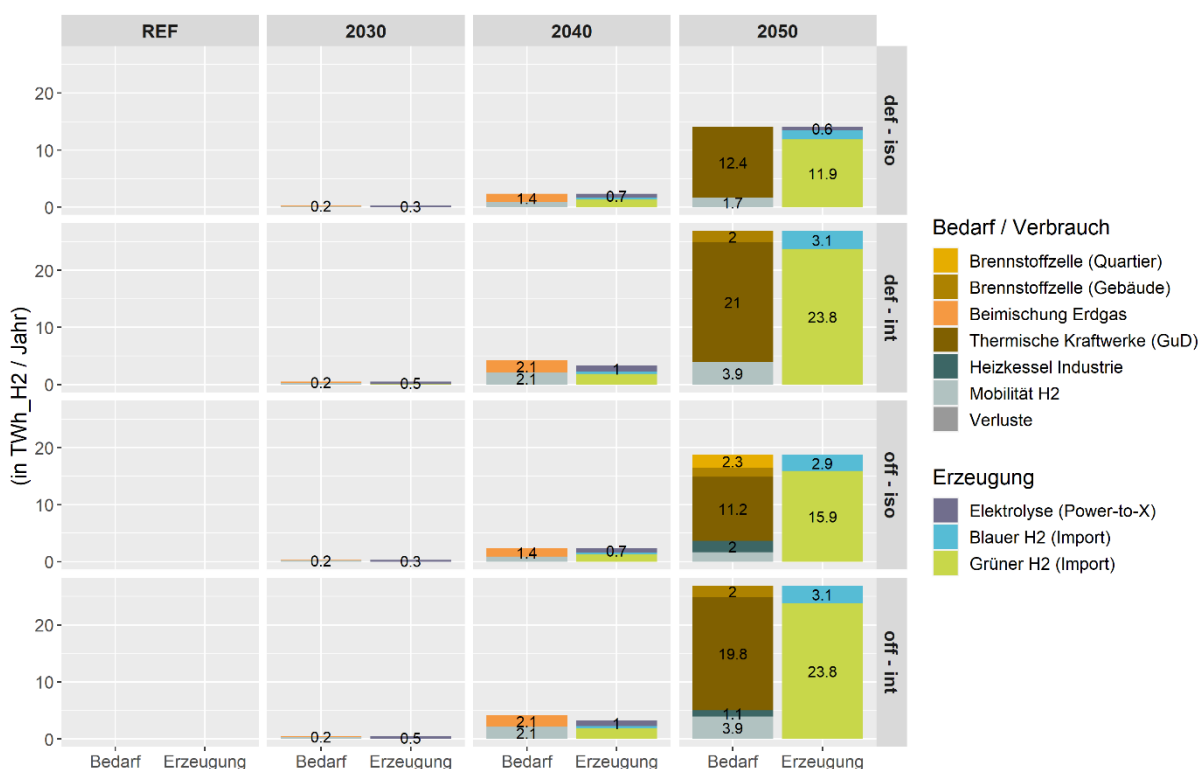 REF 2030 2040 2050
(in TWh_H2 / Jahr)
20
10
0
0.2 0.3 1.4 0.7 12.4 1.7 0.6 11.9
def - iso
20
10
0
0.2 0.5 2.1 2.1 1 2 21 3.9 3.1 23.8
def - int
20
10
0
0.2 0.3 1.4 0.7 2.3 11.2 2 2.9 15.9
off - iso
20
10
0
0.2 0.5 2.1 2.1 1 2 19.8 1.1 3.9 3.1 23.8
off - int
Bedarf Erzeugung Bedarf Erzeugung Bedarf Erzeugung Bedarf Erzeugung
Bedarf / Verbrauch
Brennstoffzelle (Quartier)
Brennstoffzelle (Gebäude)
Beimischung Erdgas
Thermische Kraftwerke (GuD)
Heizkessel Industrie
Mobilität H2
Verluste
Erzeugung
Elektrolyse (Power-to-X)
Blauer H2 (Import)
Grüner H2 (Import)